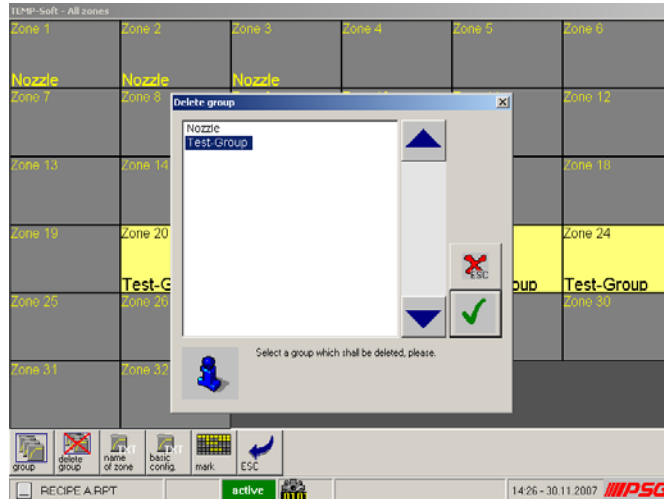 TEMP-Soft - All zones
Zone 1 Zone 2 Zone 3 Zone 4 Zone 5 Zone 6
Nozzle Nozzle Nozzle
Zone 7 Zone 8 Zone 12
Delete group
Nozzle
Test-Group
Zone 13 Zone 14 Zone 18
Zone 19 Zone 20 Zone 24
Test-G oup Test-Group
ESC
Zone 25 Zone 26 Zone 30
Select a group which shall be deleted, please.
Zone 31 Zone 32
group
delete group
TXT name of zone
TXT basic config.
mark
ESC
RECIPE A.RPT active 14:26 - 30.11.2007 PSG